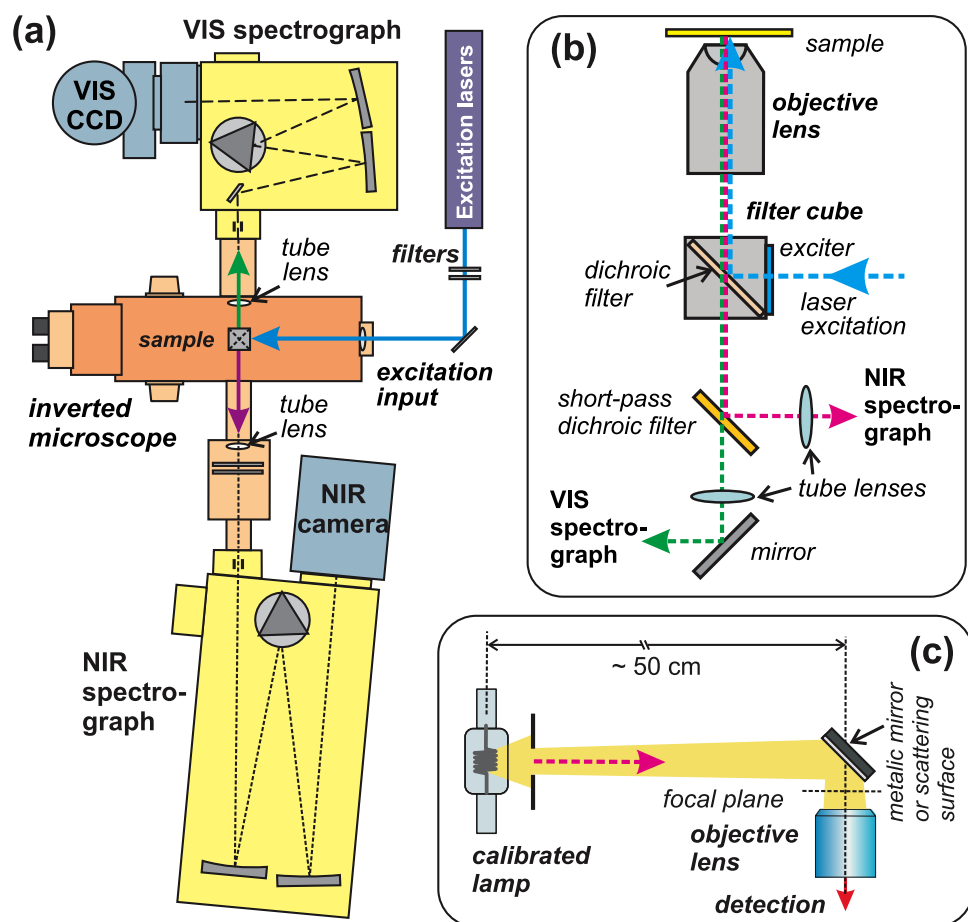 (a)
VIS spectrograph
VIS
CCD
Excitation lasers
tube
lens
filters
sample
excitation
input
inverted
microscope
tube
lens
NIR
camera
NIR
spectro-
graph
(b)
sample
objective
lens
filter cube
exciter
dichroic
filter
laser
excitation
short-pass
dichroic filter
NIR
spectro-
graph
tube lenses
VIS
spectro-
graph
mirror
(c)
~ 50 cm
metalic mirror
or scattering
surface
focal plane
objective
lens
calibrated
lamp
detection